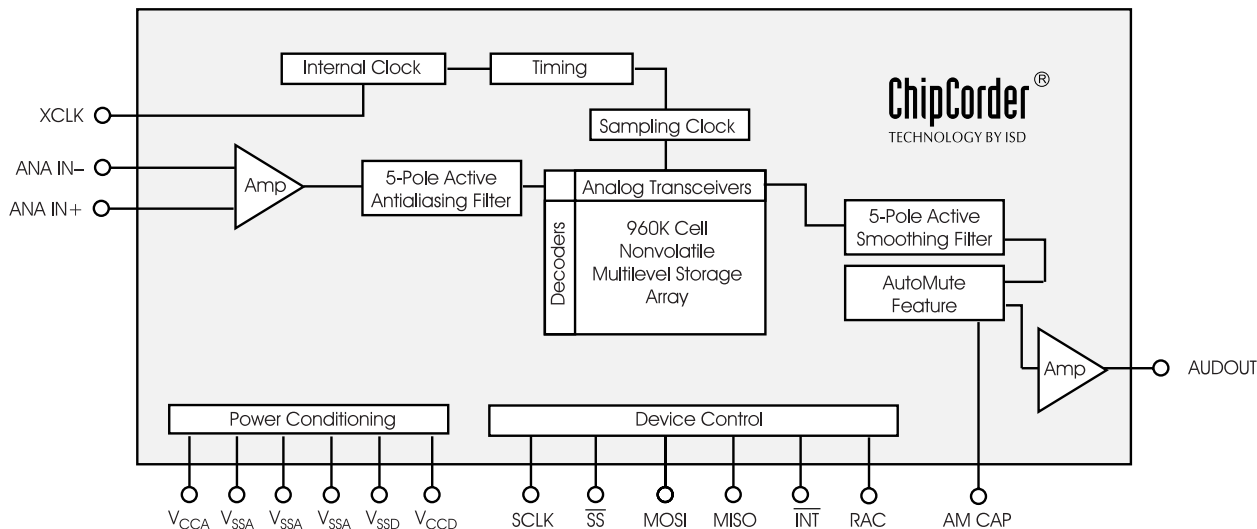 Internal Clock
Timing
ChipCorder®
XCLK
Sampling Clock
TECHNOLOGY BY ISD
ANA IN–
Amp
5-Pole Active
Antialiasing Filter
Analog Transceivers
ANA IN+
Decoders
960K Cell
Nonvolatile
Multilevel Storage
Array
5-Pole Active
Smoothing Filter
AutoMute
Feature
Amp
AUDOUT
Power Conditioning
Device Control
VCCA
VSSA
VSSA
VSSA
VSSD
VCCD
SCLK
S̅S̅
MOSI
MISO
I̅N̅T̅
RAC
AM CAP